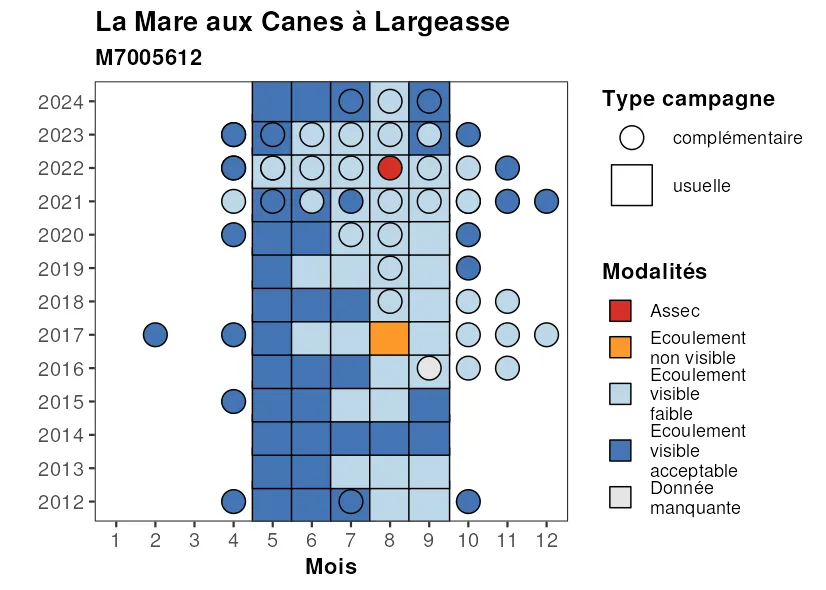 La Mare aux Canes à Largeasse
M7005612
2024
2023
2022
2021
2020
2019
2018
2017
2016
2015
2014
2013
2012
1 2 3 4 5 6 7 8 9 10 11 12
Mois
Type campagne
complémentaire
usuelle
Modalités
Assec
Ecoulement
non visible
Ecoulement
visible
faible
Ecoulement
visible
acceptable
Donnée
manquante